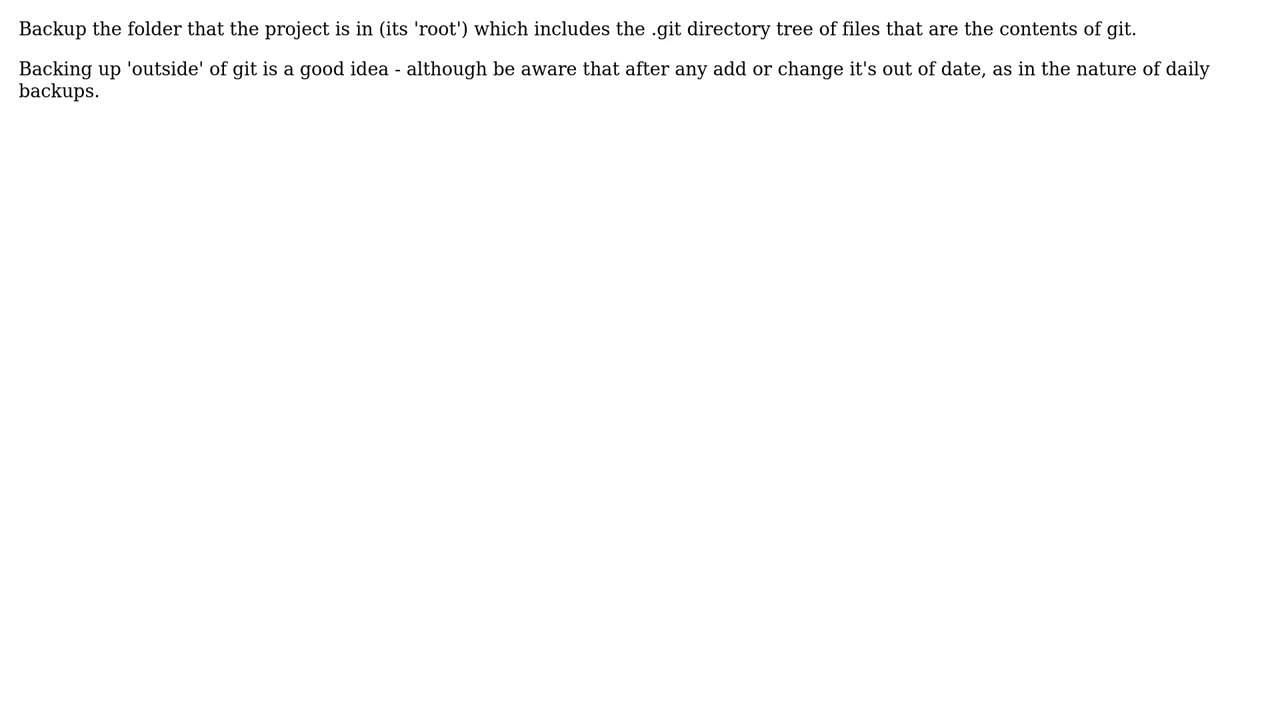 Backup the folder that the project is in (its 'root') which includes the .git directory tree of files that are the contents of git.
Backing up 'outside' of git is a good idea - although be aware that after any add or change it's out of date, as in the nature of daily
backups.